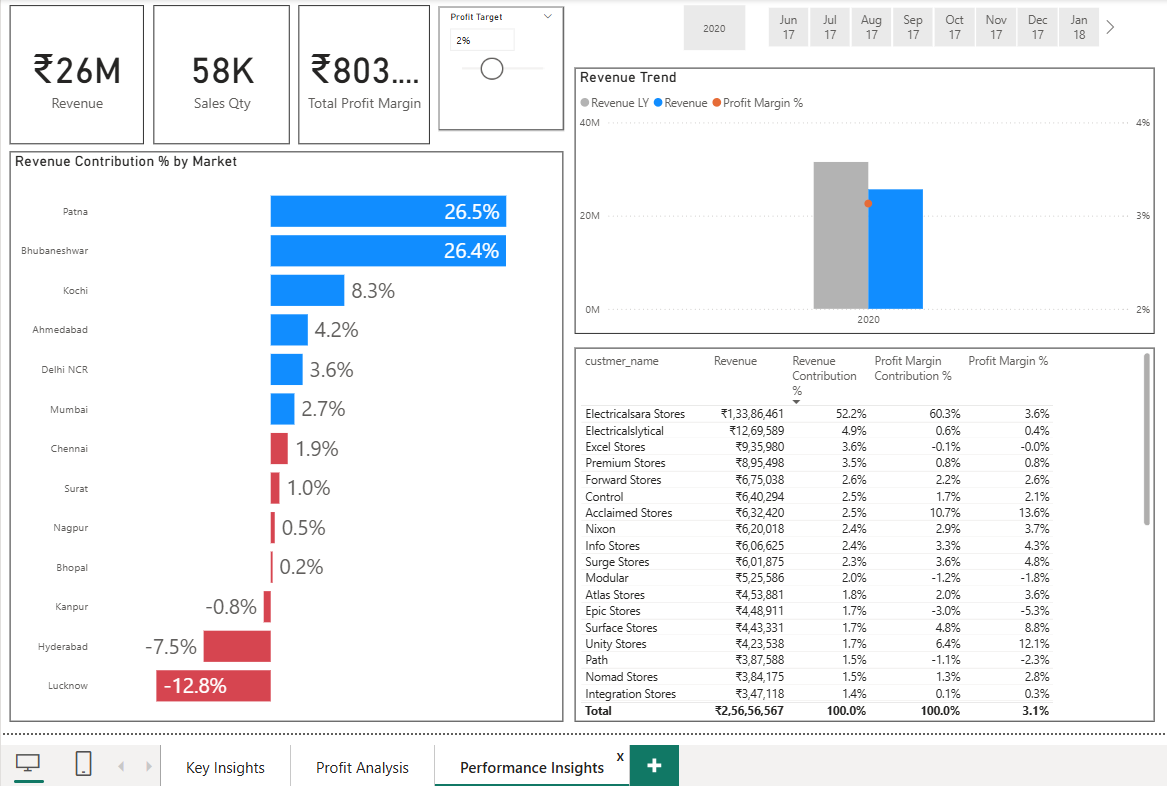 ₹26M
Revenue
58K
Sales Qty
₹803....
Total Profit Margin
Profit Target
2%
2020
Jun 17
Jul 17
Aug 17
Sep 17
Oct 17
Nov 17
Dec 17
Jan 18
Revenue Contribution % by Market
Patna 26.5%
Bhubaneshwar 26.4%
Kochi 8.3%
Ahmedabad 4.2%
Delhi NCR 3.6%
Mumbai 2.7%
Chennai 1.9%
Surat 1.0%
Nagpur 0.5%
Bhopal 0.2%
Kanpur -0.8%
Hyderabad -7.5%
Lucknow -12.8%
Revenue Trend
Revenue LY Revenue Profit Margin %
40M 4%
20M 3%
0M 2%
2020
custmer_name Revenue Revenue Contribution % Profit Margin Contribution % Profit Margin %
Electricalsara Stores ₹1,33,86,461 52.2% 60.3% 3.6%
Electricalslytical ₹12,69,589 4.9% 0.6% 0.4%
Excel Stores ₹9,35,980 3.6% -0.1% -0.0%
Premium Stores ₹8,95,498 3.5% 0.8% 0.8%
Forward Stores ₹6,75,038 2.6% 2.2% 2.6%
Control ₹6,40,294 2.5% 1.7% 2.1%
Acclaimed Stores ₹6,32,420 2.5% 10.7% 13.6%
Nixon ₹6,20,018 2.4% 2.9% 3.7%
Info Stores ₹6,06,625 2.4% 3.3% 4.3%
Surge Stores ₹6,01,875 2.3% 3.6% 4.8%
Modular ₹5,25,586 2.0% -1.2% -1.8%
Atlas Stores ₹4,53,881 1.8% 2.0% 3.6%
Epic Stores ₹4,48,911 1.7% -3.0% -5.3%
Surface Stores ₹4,43,331 1.7% 4.8% 8.8%
Unity Stores ₹4,23,538 1.7% 6.4% 12.1%
Path ₹3,87,588 1.5% -1.1% -2.3%
Nomad Stores ₹3,84,175 1.5% 1.3% 2.8%
Integration Stores ₹3,47,118 1.4% 0.1% 0.3%
Total ₹2,56,56,567 100.0% 100.0% 3.1%
Key Insights
Profit Analysis
Performance Insights
x
+